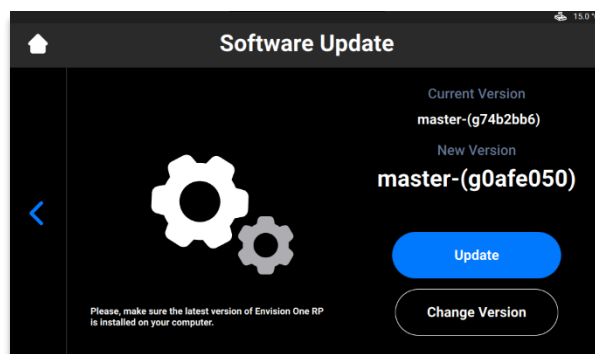 15.0 °
Software Update
Current Version
master-(g74b2bb6)
New Version
master-(g0afe050)
Update
Please, make sure the latest version of Envision One RP
is installed on your computer.
Change Version